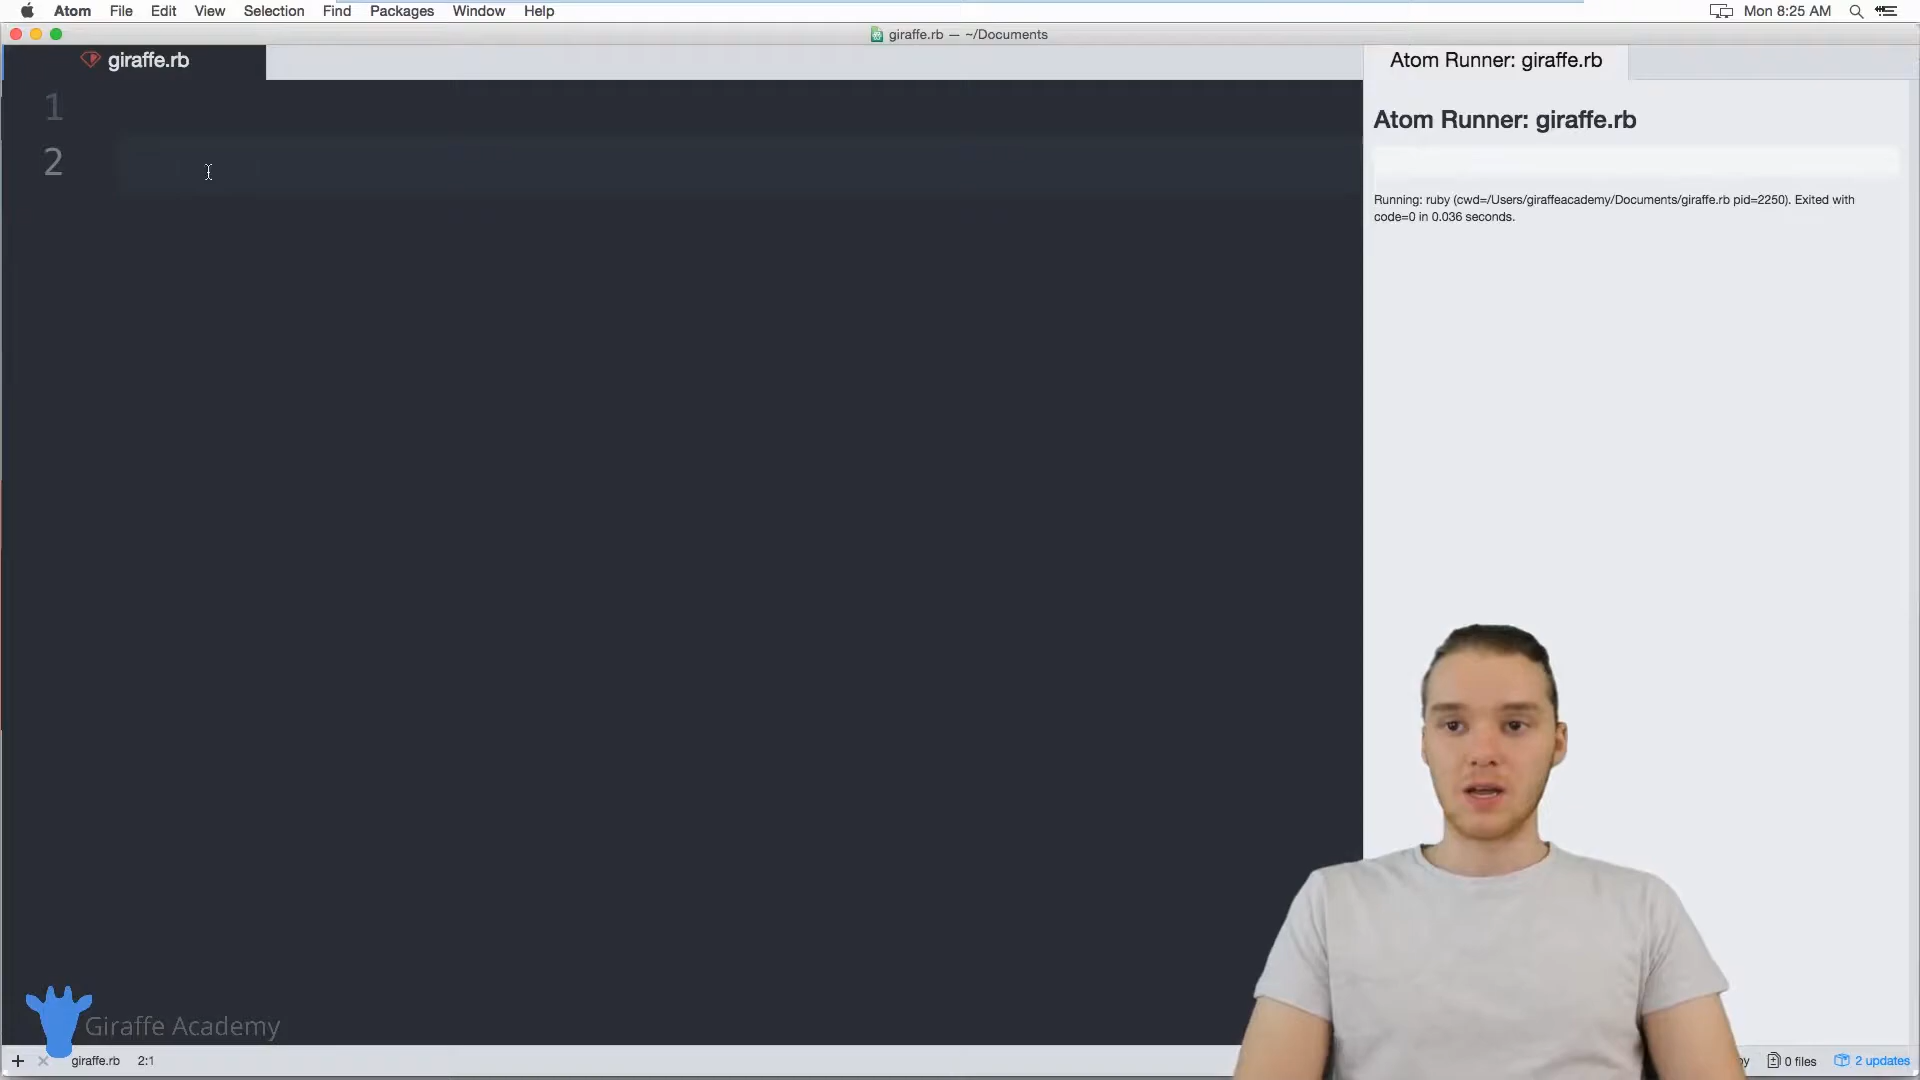 Atom File Edit View Selection Find Packages Window Help Mon 8:25 AM
giraffe.rb — ~/Documents
giraffe.rb
Atom Runner: giraffe.rb
1
2
Atom Runner: giraffe.rb
Running: ruby (cwd=/Users/giraffeacademy/Documents/giraffe.rb pid=2250). Exited with
code=0 in 0.036 seconds.
Giraffe Academy
giraffe.rb 2:1 0 files 2 updates